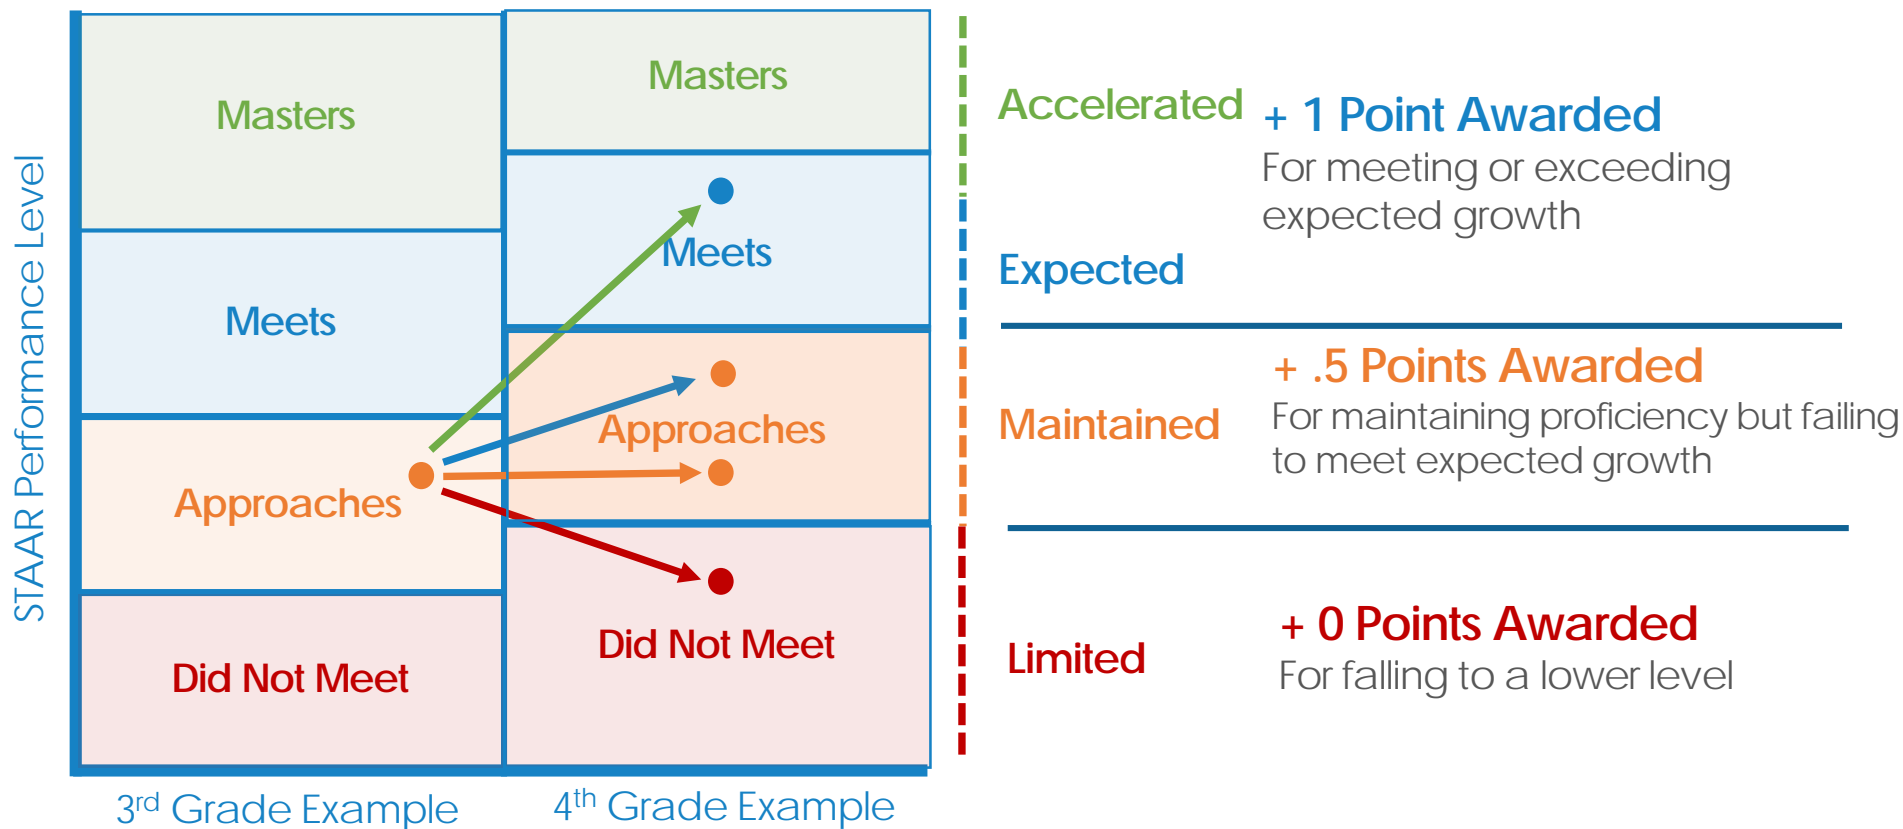 STAAR Performance Level
Masters
Meets
Approaches
Did Not Meet
3rd Grade Example
Masters
Meets
Approaches
Did Not Meet
4th Grade Example
Accelerated
+ 1 Point Awarded
For meeting or exceeding
expected growth
Expected
Maintained
+ .5 Points Awarded
For maintaining proficiency but failing
to meet expected growth
Limited
+ 0 Points Awarded
For falling to a lower level